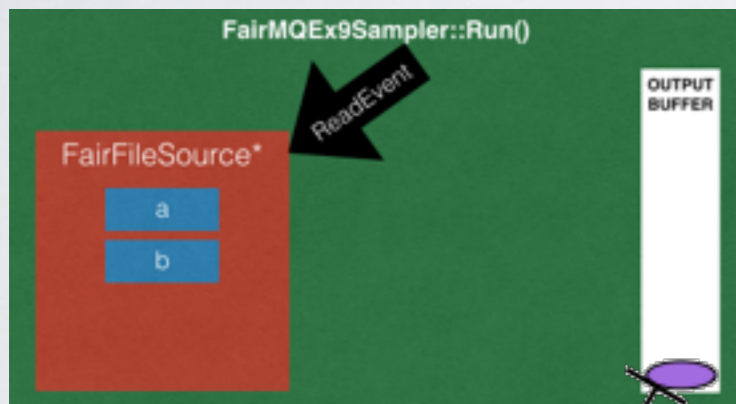 FairMQEx9Sampler::Run()
ReadEvent
OUTPUT
BUFFER
FairFileSource*
a
b